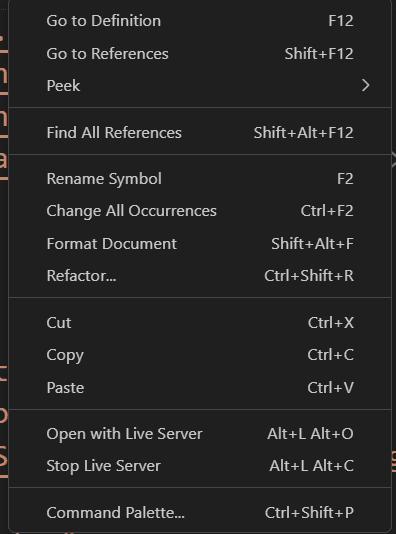 Go to Definition F12
Go to References Shift+F12
Peek
Find All References Shift+Alt+F12
Rename Symbol F2
Change All Occurrences Ctrl+F2
Format Document Shift+Alt+F
Refactor... Ctrl+Shift+R
Cut Ctrl+X
Copy Ctrl+C
Paste Ctrl+V
Open with Live Server Alt+L Alt+O
Stop Live Server Alt+L Alt+C
Command Palette... Ctrl+Shift+P